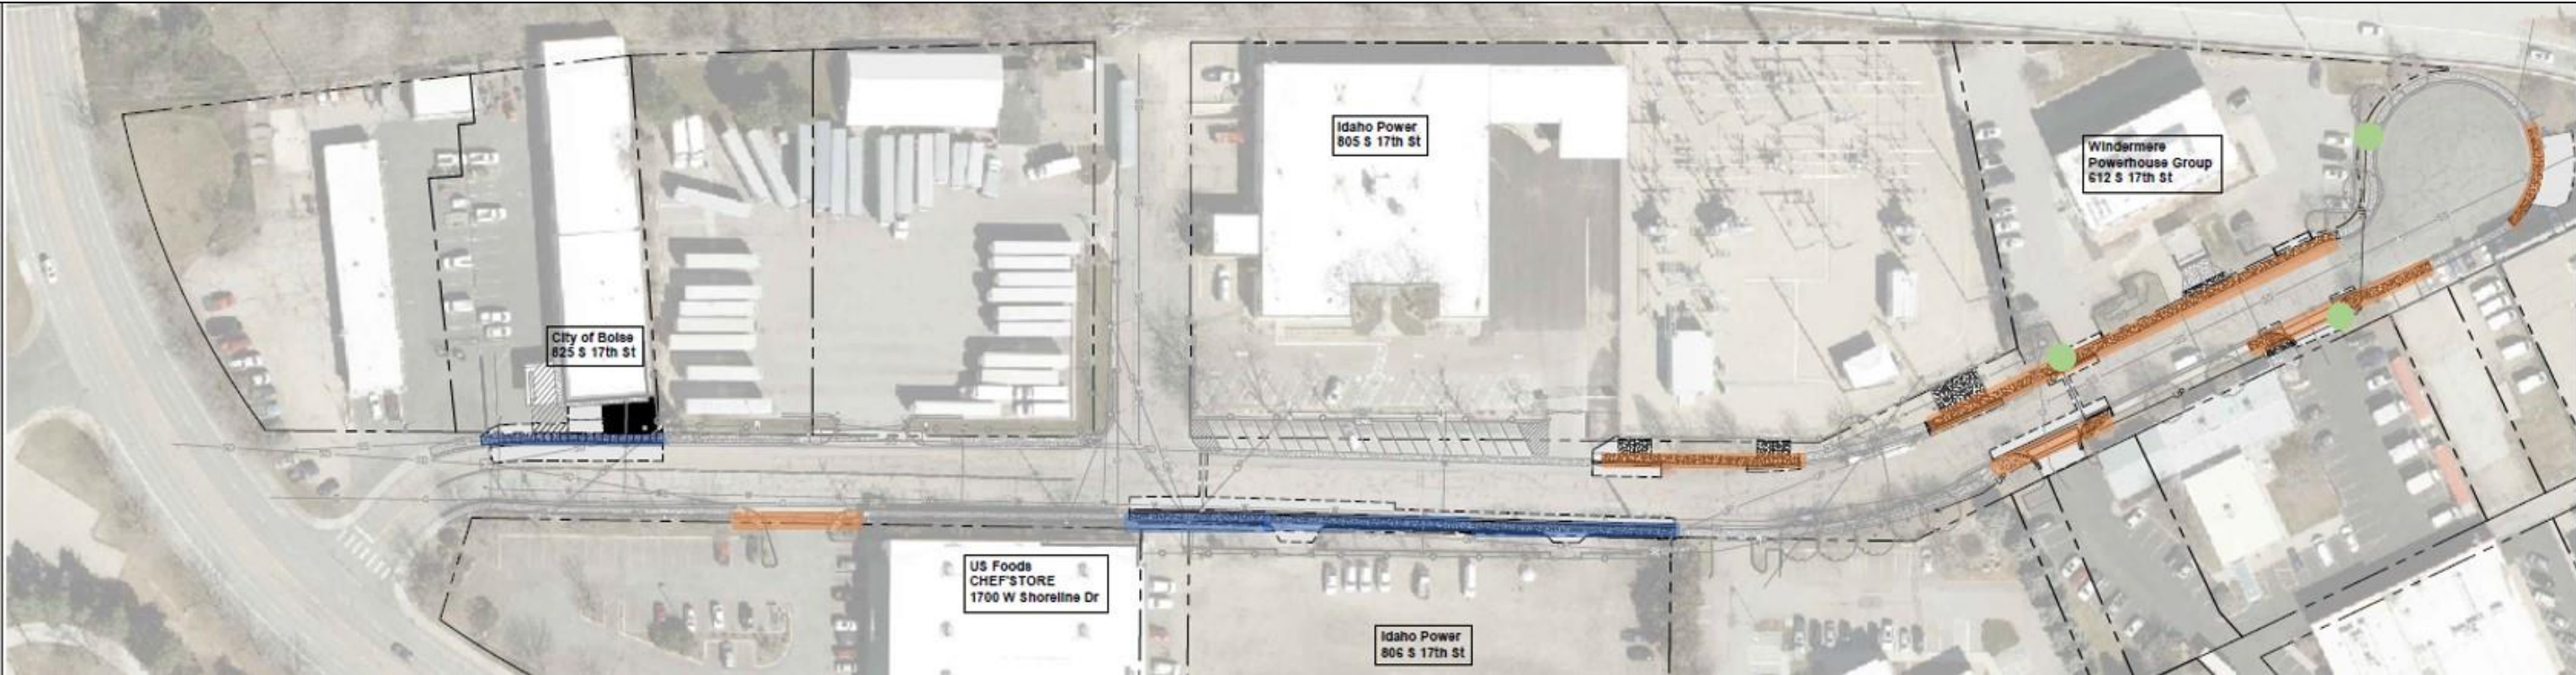 Idaho Power
805 S 17th St
Windermere
Powerhouse Group
612 S 17th St
City of Boise
825 S 17th St
US Foods
CHEF'STORE
1700 W Shoreline Dr
Idaho Power
806 S 17th St